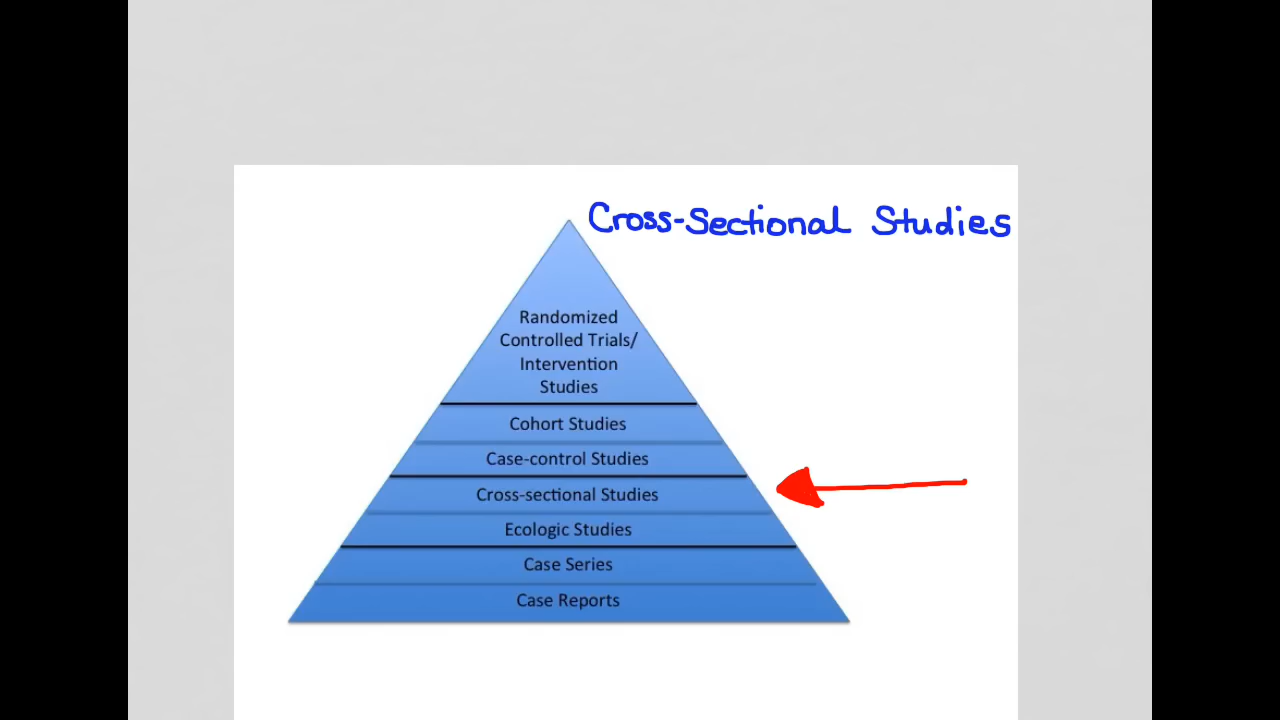 Cross-Sectional Studies
Randomized
Controlled Trials/
Intervention
Studies
Cohort Studies
Case-control Studies
Cross-sectional Studies
Ecologic Studies
Case Series
Case Reports